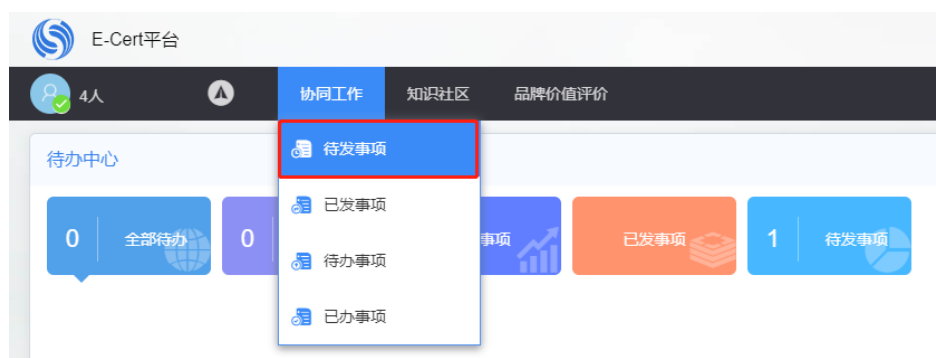 E-Cert平台
4人
协同工作 知识社区 品牌价值评价
待发事项
待办中心
已发事项
0 全部待办 0 事项 已发事项 1 待发事项
待办事项
已办事项